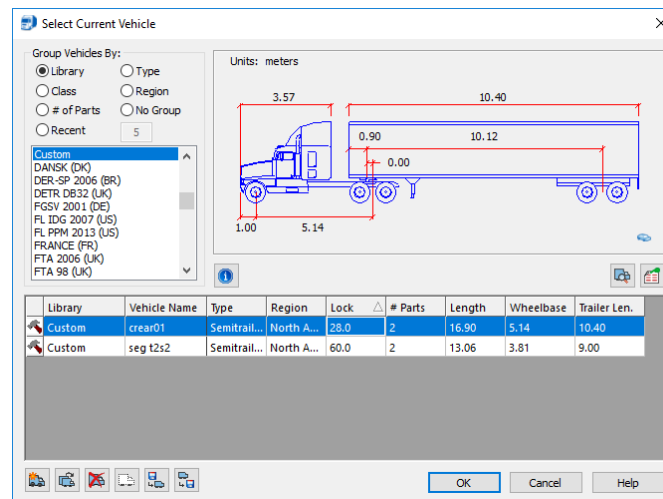 Select Current Vehicle
Group Vehicles By:
Library
Type
Class
Region
# of Parts
No Group
Recent
5
Custom
DANSK (DK)
DER-SP 2006 (BR)
DETR DB32 (UK)
FGSV 2001 (DE)
FL IDG 2007 (US)
FL PPM 2013 (US)
FRANCE (FR)
FTA 2006 (UK)
FTA 98 (UK)
Units: meters
3.57 10.40
0.90 10.12
0.00
1.00 5.14
Library Vehicle Name Type Region Lock # Parts Length Wheelbase Trailer Len.
Custom crear01 Semitrail... North A... 28.0 2 16.90 5.14 10.40
Custom seg t2s2 Semitrail... North A... 60.0 2 13.06 3.81 9.00
OK Cancel Help